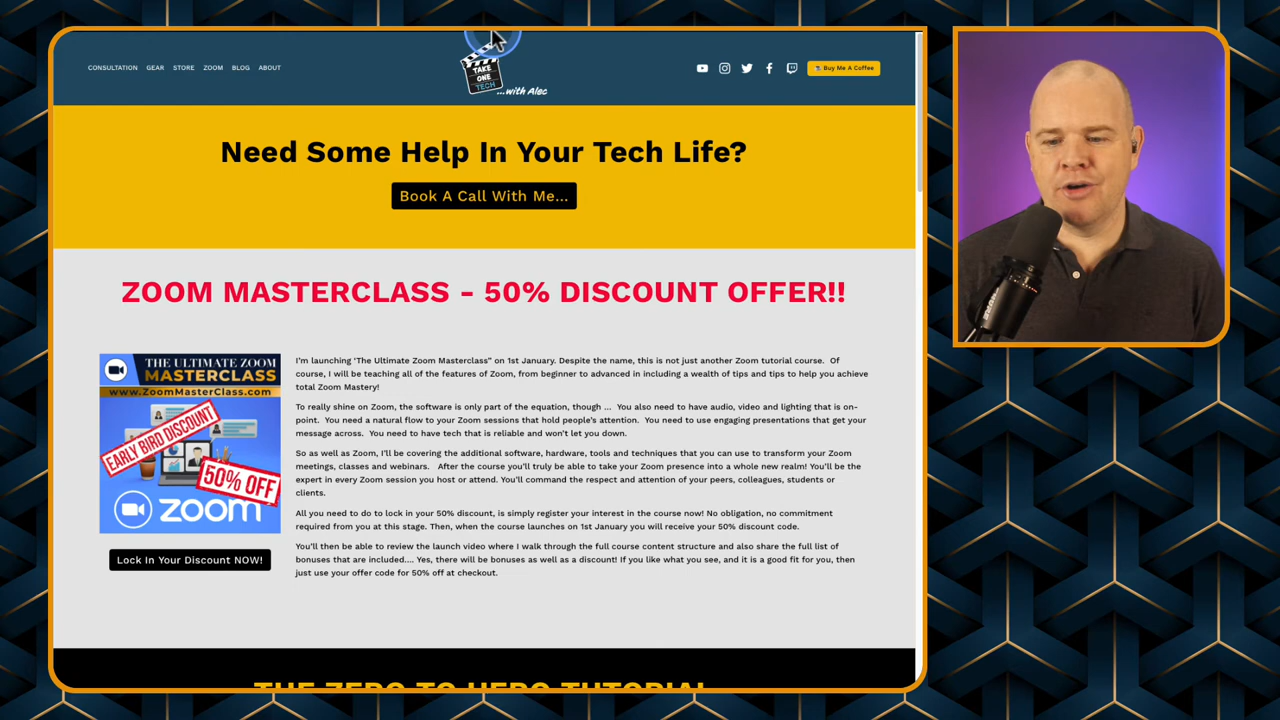 CONSULTATION GEAR STORE ZOOM BLOG ABOUT
TAKE
ONE
TECH
...with Alec
Buy Me A Coffee
Need Some Help In Your Tech Life?
Book A Call With Me...
ZOOM MASTERCLASS - 50% DISCOUNT OFFER!!
THE ULTIMATE ZOOM
MASTERCLASS
www.ZoomMasterClass.com
EARLY BIRD DISCOUNT
50% OFF
zoom
Lock In Your Discount NOW!
I'm launching ‘The Ultimate Zoom Masterclass” on 1st January. Despite the name, this is not just another Zoom tutorial course. Of
course, I will be teaching all of the features of Zoom, from beginner to advanced in including a wealth of tips and tips to help you achieve
total Zoom Mastery!
To really shine on Zoom, the software is only part of the equation, though ... You also need to have audio, video and lighting that is on-
point. You need a natural flow to your Zoom sessions that hold people's attention. You need to use engaging presentations that get your
message across. You need to have tech that is reliable and won't let you down.
So as well as Zoom, I'll be covering the additional software, hardware, tools and techniques that you can use to transform your Zoom
meetings, classes and webinars. After the course you'll truly be able to take your Zoom presence into a whole new realm! You'll be the
expert in every Zoom session you host or attend. You'll command the respect and attention of your peers, colleagues, students or
clients.
All you need to do to lock in your 50% discount, is simply register your interest in the course now! No obligation, no commitment
required from you at this stage. Then, when the course launches on 1st January you will receive your 50% discount code.
You'll then be able to review the launch video where I walk through the full course content structure and also share the full list of
bonuses that are included.... Yes, there will be bonuses as well as a discount! If you like what you see, and it is a good fit for you, then
just use your offer code for 50% off at checkout.
THE ZERO TO HERO TUTORIAL
SHURE